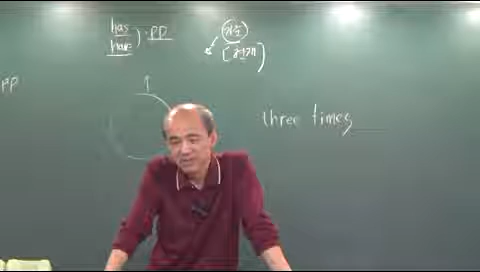 has
have ) · pp
pp
three times